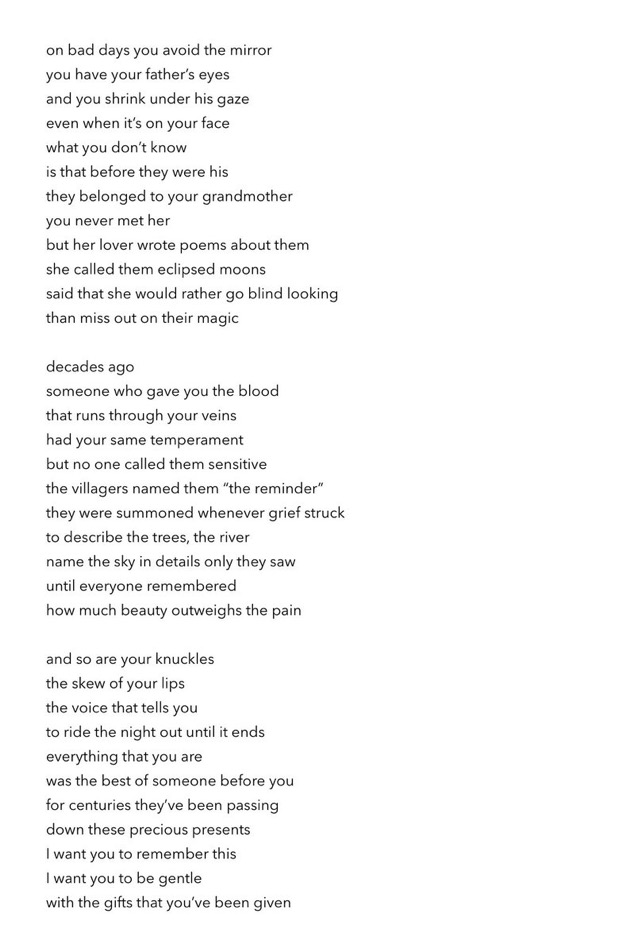 on bad days you avoid the mirror
you have your father’s eyes
and you shrink under his gaze
even when it’s on your face
what you don’t know
is that before they were his
they belonged to your grandmother
you never met her
but her lover wrote poems about them
she called them eclipsed moons
said that she would rather go blind looking
than miss out on their magic

decades ago
someone who gave you the blood
that runs through your veins
had your same temperament
but no one called them sensitive
the villagers named them “the reminder”
they were summoned whenever grief struck
to describe the trees, the river
name the sky in details only they saw
until everyone remembered
how much beauty outweighs the pain

and so are your knuckles
the skew of your lips
the voice that tells you
to ride the night out until it ends
everything that you are
was the best of someone before you
for centuries they’ve been passing
down these precious presents
I want you to remember this
I want you to be gentle
with the gifts that you’ve been given